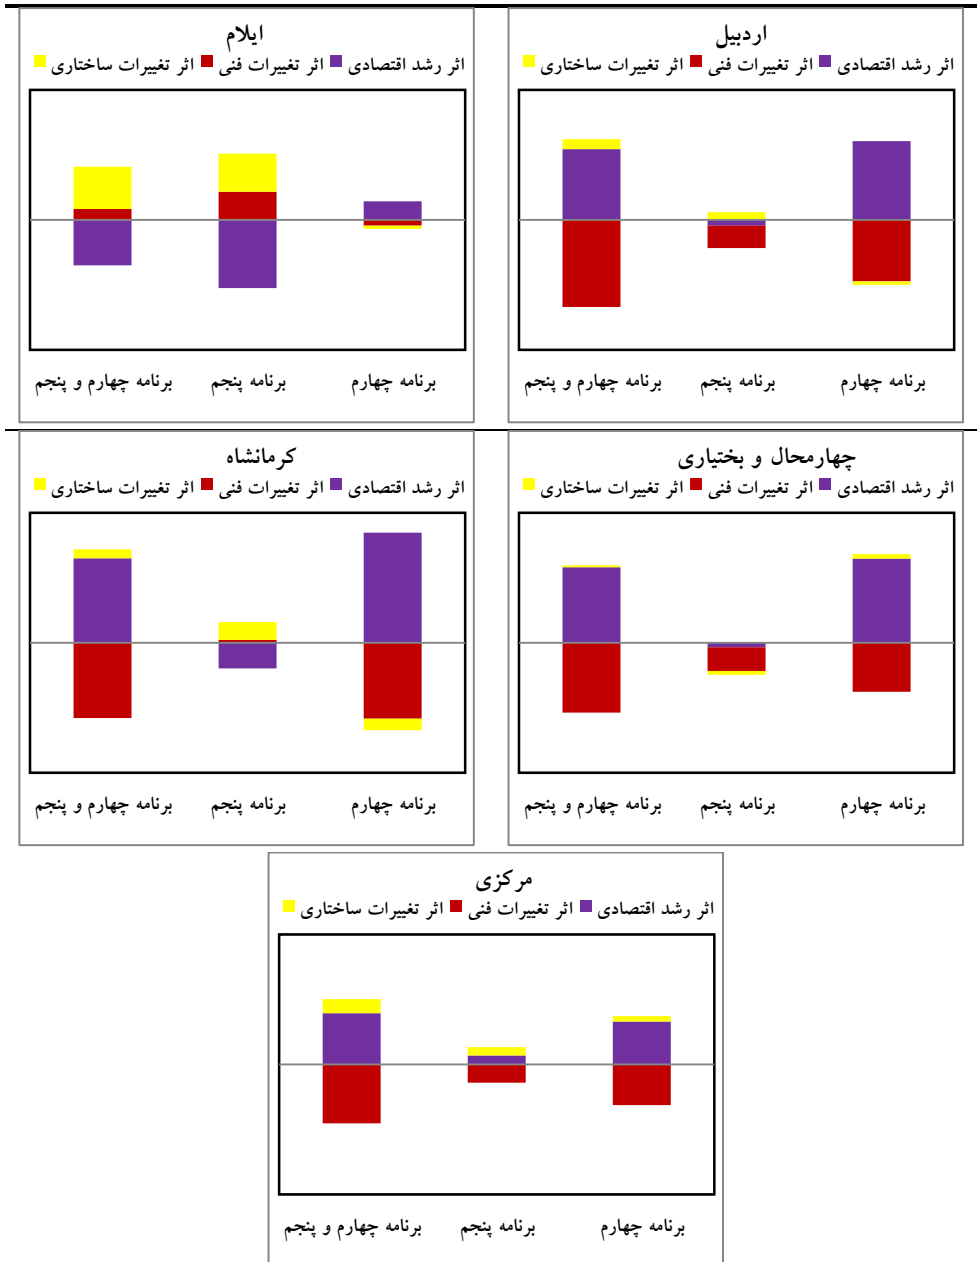 اردبیل
اثر رشد اقتصادی اثر تغییرات فنی اثر تغییرات ساختاری
برنامه چهارم برنامه پنجم برنامه چهارم و پنجم
ایلام
اثر رشد اقتصادی اثر تغییرات فنی اثر تغییرات ساختاری
برنامه چهارم برنامه پنجم برنامه چهارم و پنجم
چهارمحال و بختیاری
اثر رشد اقتصادی اثر تغییرات فنی اثر تغییرات ساختاری
برنامه چهارم برنامه پنجم برنامه چهارم و پنجم
کرمانشاه
اثر رشد اقتصادی اثر تغییرات فنی اثر تغییرات ساختاری
برنامه چهارم برنامه پنجم برنامه چهارم و پنجم
مرکزی
اثر رشد اقتصادی اثر تغییرات فنی اثر تغییرات ساختاری
برنامه چهارم برنامه پنجم برنامه چهارم و پنجم